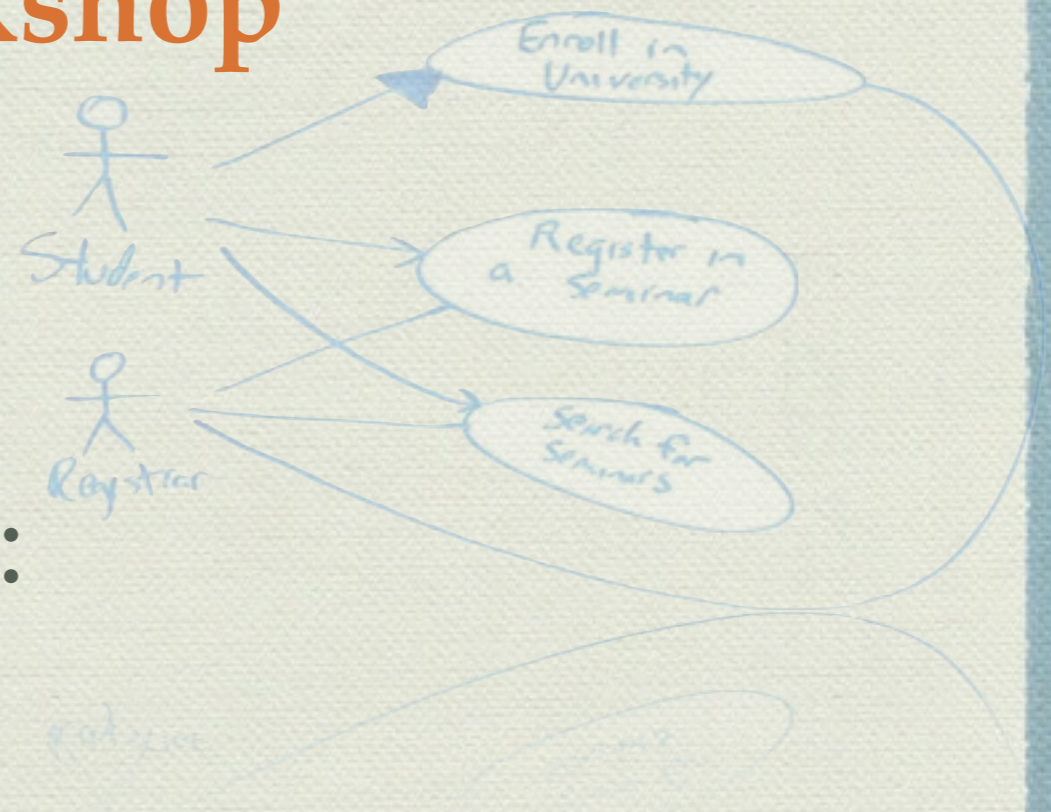 kshop
Enroll in
University
Student
Register in
a Seminar
Search for
Seminars
Registrar
: